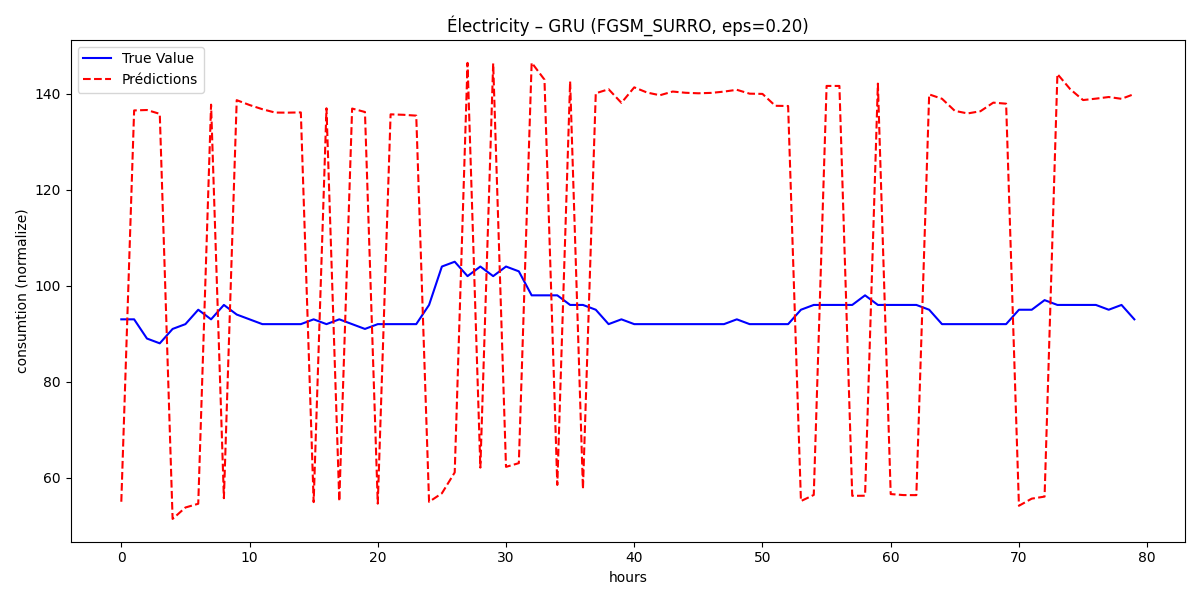 Électricity – GRU (FGSM_SURRO, eps=0.20)
True Value
Prédictions
consumtion (normalize)
140
120
100
80
60
0 10 20 30 40 50 60 70 80
hours